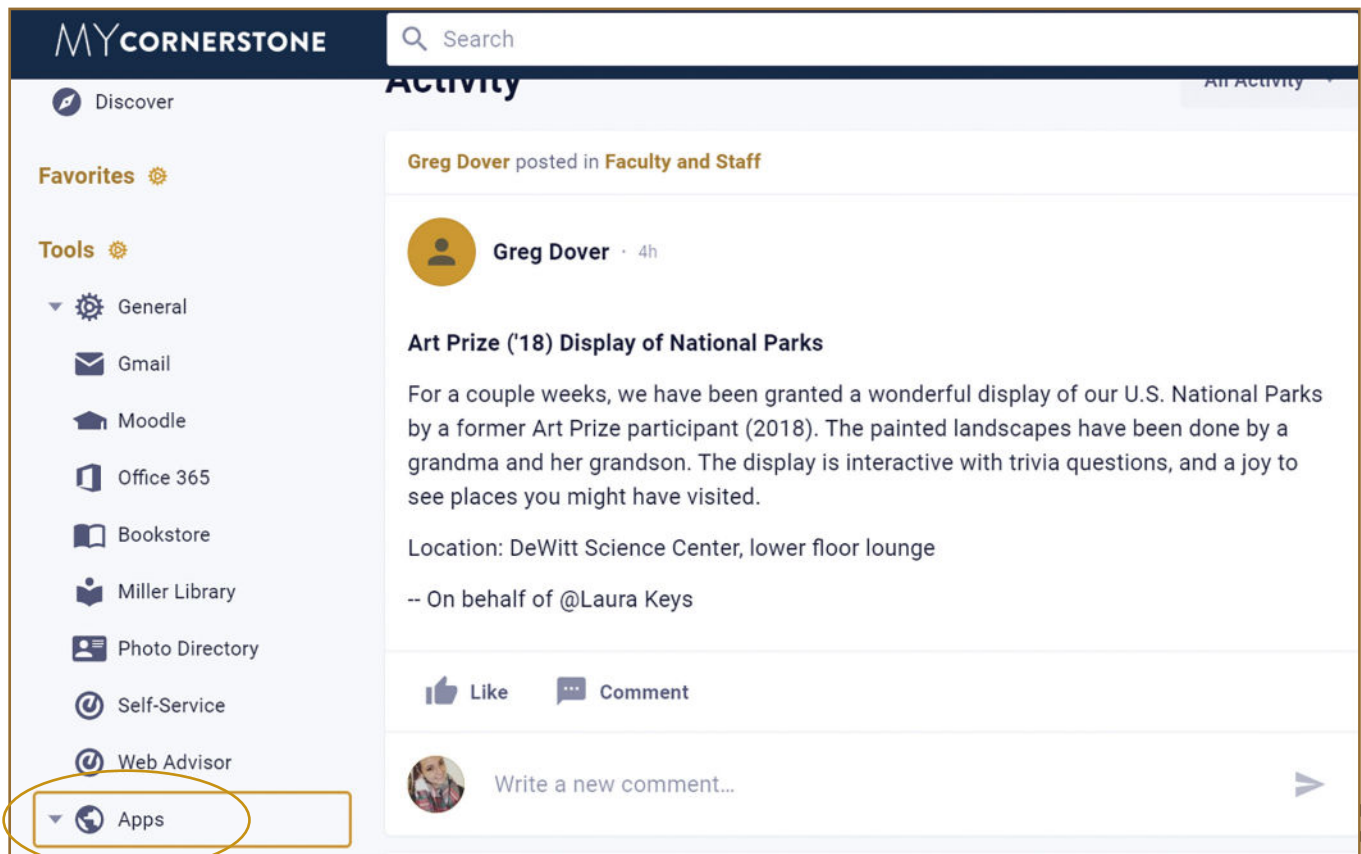 MYCORNERSTONE
Search
Discover
Favorites
Tools
General
Gmail
Moodle
Office 365
Bookstore
Miller Library
Photo Directory
Self-Service
Web Advisor
Apps
Activity
All Activity
Greg Dover posted in Faculty and Staff
Greg Dover · 4h
Art Prize ('18) Display of National Parks
For a couple weeks, we have been granted a wonderful display of our U.S. National Parks
by a former Art Prize participant (2018). The painted landscapes have been done by a
grandma and her grandson. The display is interactive with trivia questions, and a joy to
see places you might have visited.
Location: DeWitt Science Center, lower floor lounge
-- On behalf of @Laura Keys
Like
Comment
Write a new comment...